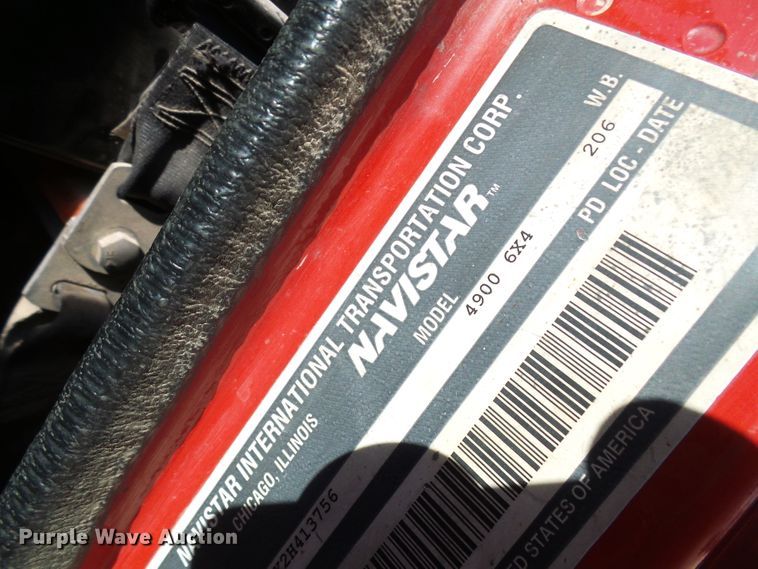 NAVISTAR INTERNATIONAL TRANSPORTATION CORP.
CHICAGO, ILLINOIS
NAVISTAR™
MODEL
W.B.
4900 6X4
206
2H413756
PD LOC - DATE
STATES OF AMERICA
Purple Wave Auction